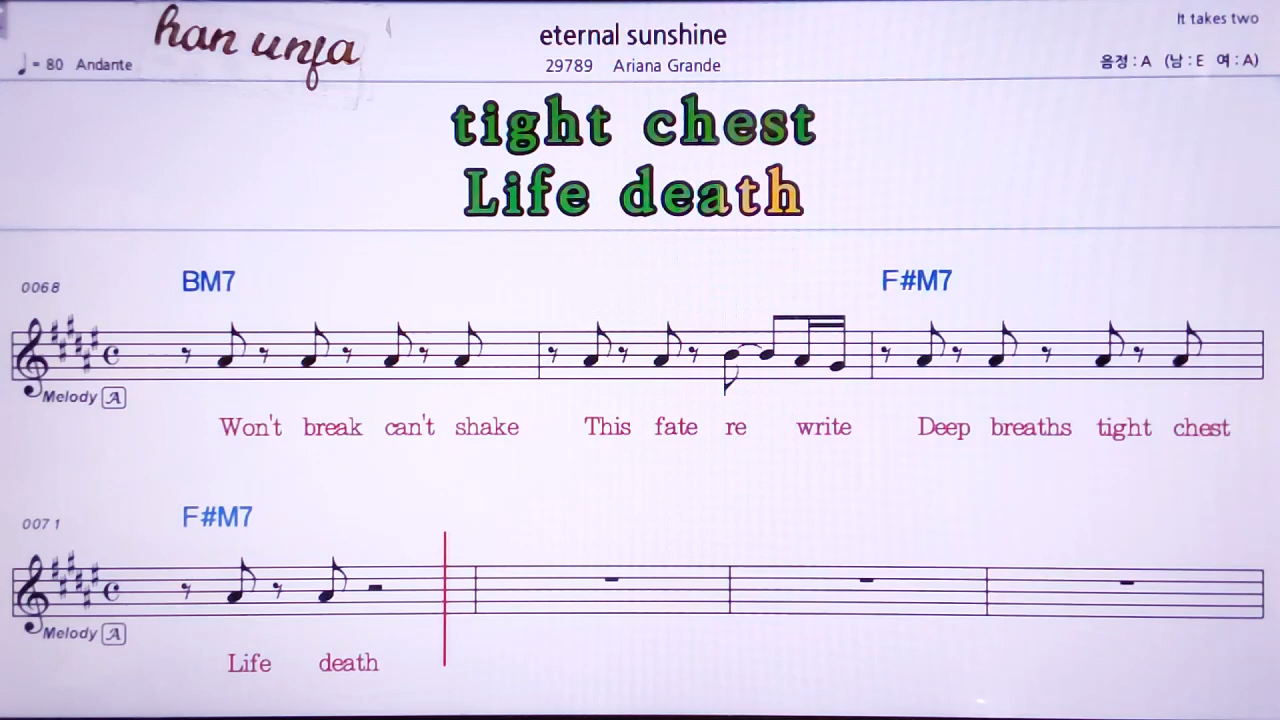 han unfa
eternal sunshine
It takes two
♩= 80 Andante
29789 Ariana Grande
음정 : A (남 : E 여 : A)
tight chest
Life death
0068 BM7 F#M7
Melody A
Won't break can't shake This fate re write Deep breaths tight chest
0071 F#M7
Melody A
Life death